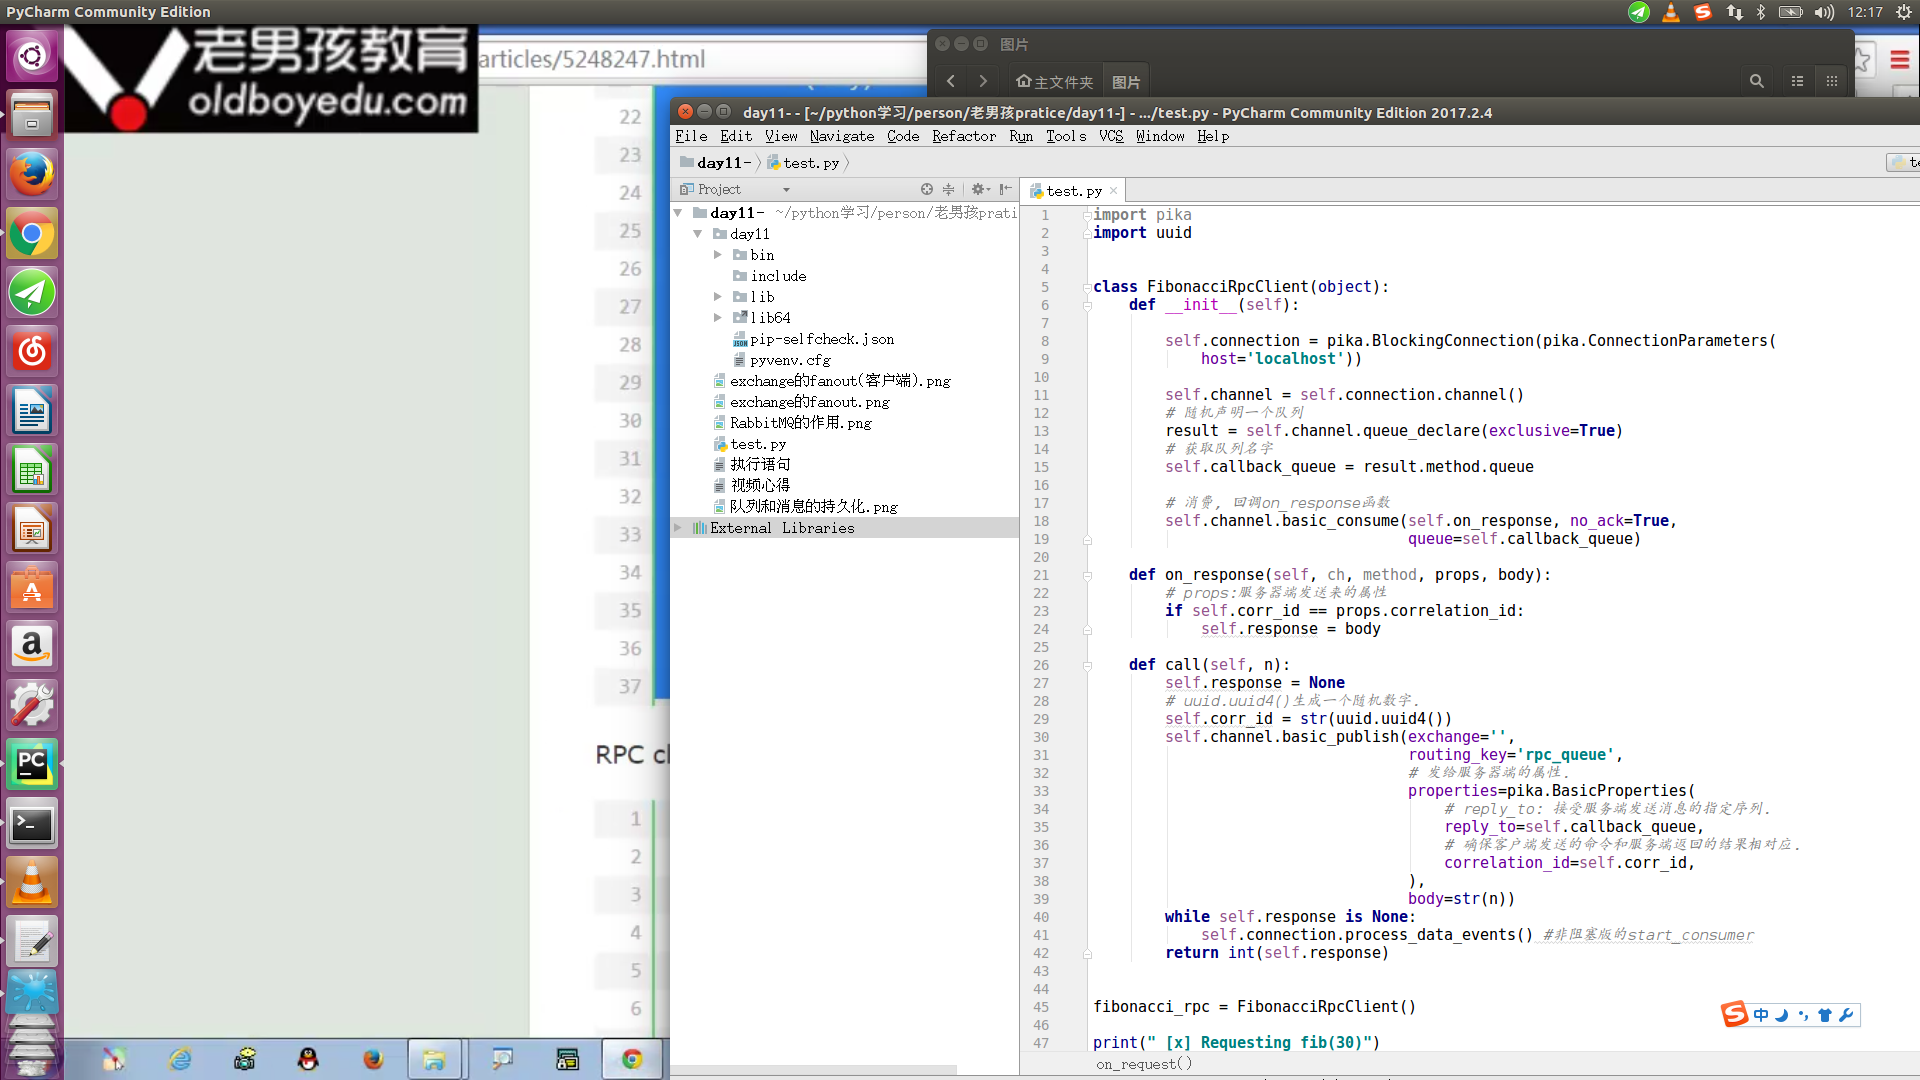 PyCharm Community Edition
12:17
老男孩教育
oldboyedu.com
articles/5248247.html
图片
主文件夹
图片
22
23
24
25
26
27
28
29
30
31
32
33
34
35
36
37
RPC c
1
2
3
4
5
6
day11- - [~/python学习/person/老男孩pratice/day11-] - .../test.py - PyCharm Community Edition 2017.2.4
File Edit View Navigate Code Refactor Run Tools VCS Window Help
day11- test.py
Project
day11- ~/python学习/person/老男孩prati
day11
bin
include
lib
lib64
pip-selfcheck.json
pyvenv.cfg
exchange的fanout(客户端).png
exchange的fanout.png
RabbitMQ的作用.png
test.py
执行语句
视频心得
队列和消息的持久化.png
External Libraries
test.py
1 import pika
2 import uuid
3
4
5 class FibonacciRpcClient(object):
6 def __init__(self):
7
8 self.connection = pika.BlockingConnection(pika.ConnectionParameters(
9 host='localhost'))
10
11 self.channel = self.connection.channel()
12 # 随机声明一个队列
13 result = self.channel.queue_declare(exclusive=True)
14 # 获取队列名字
15 self.callback_queue = result.method.queue
16
17 # 消费, 回调on_response函数
18 self.channel.basic_consume(self.on_response, no_ack=True,
19 queue=self.callback_queue)
20
21 def on_response(self, ch, method, props, body):
22 # props:服务器端发送来的属性
23 if self.corr_id == props.correlation_id:
24 self.response = body
25
26 def call(self, n):
27 self.response = None
28 # uuid.uuid4()生成一个随机数字.
29 self.corr_id = str(uuid.uuid4())
30 self.channel.basic_publish(exchange='',
31 routing_key='rpc_queue',
32 # 发给服务器端的属性.
33 properties=pika.BasicProperties(
34 # reply_to: 接受服务端发送消息的指定序列.
35 reply_to=self.callback_queue,
36 # 确保客户端发送的命令和服务端返回的结果相对应.
37 correlation_id=self.corr_id,
38 ),
39 body=str(n))
40 while self.response is None:
41 self.connection.process_data_events() #非阻塞版的start_consumer
42 return int(self.response)
43
44
45 fibonacci_rpc = FibonacciRpcClient()
46
47 print(" [x] Requesting fib(30)")
on_request()
中